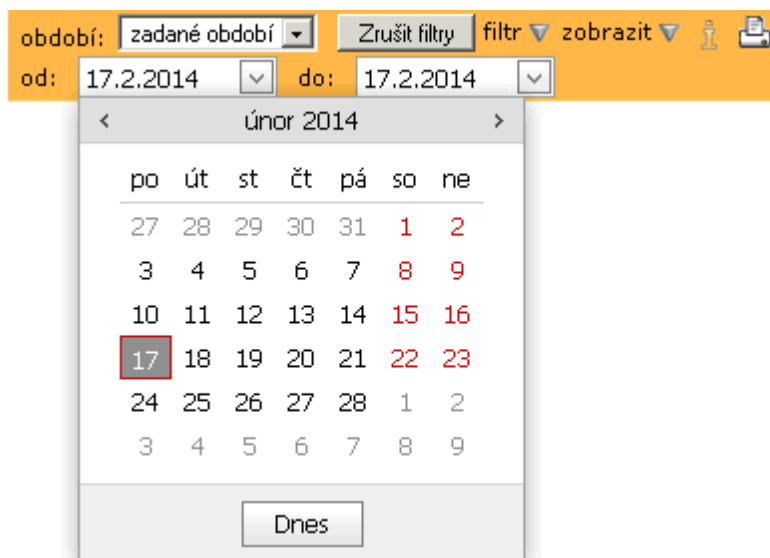 období: zadané období Zrušit filtry filtr zobrazit
od: 17.2.2014 do: 17.2.2014
< únor 2014 >
po út st čt pá so ne
27 28 29 30 31 1 2
3 4 5 6 7 8 9
10 11 12 13 14 15 16
17 18 19 20 21 22 23
24 25 26 27 28 1 2
3 4 5 6 7 8 9
Dnes